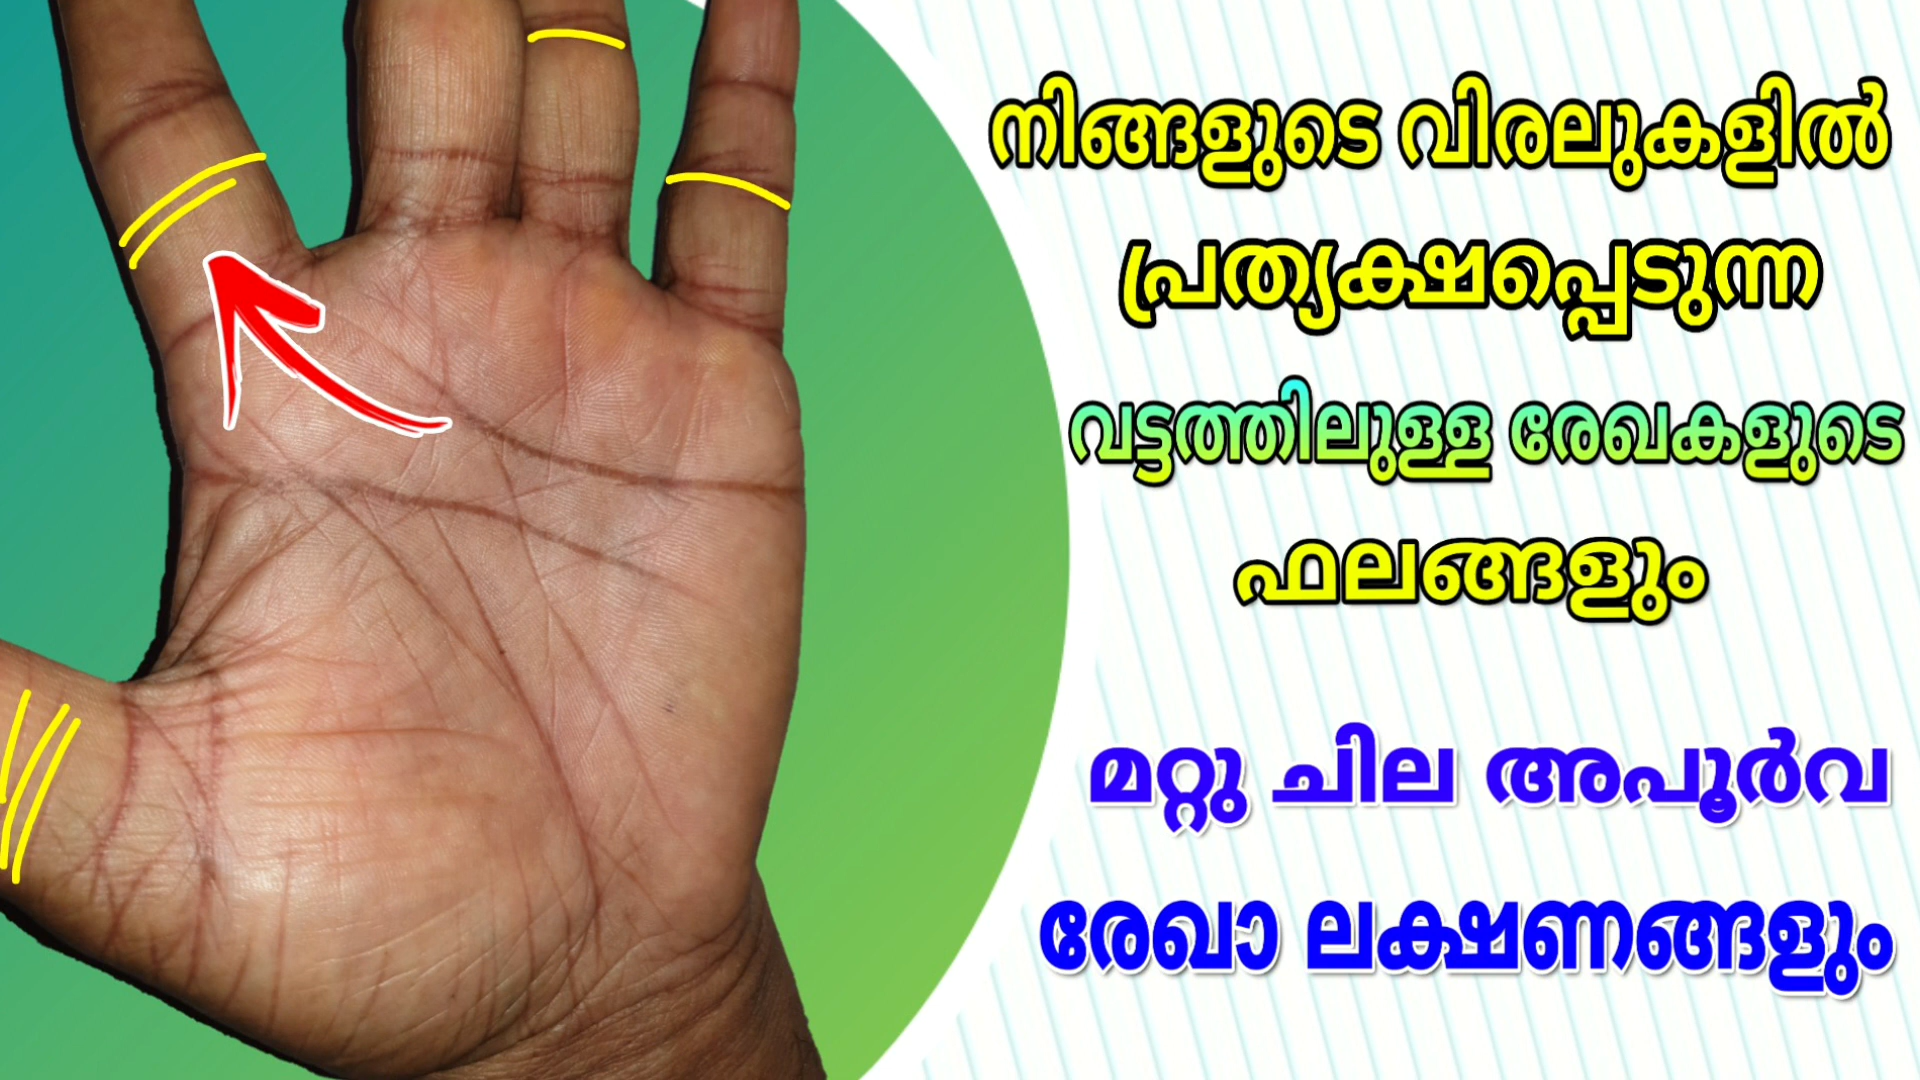 നിങ്ങളുടെ വിരലുകളിൽ
പ്രത്യക്ഷപ്പെടുന്ന
വട്ടത്തിലുള്ള രേഖകളുടെ
ഫലങ്ങളും
മറ്റു ചില അപൂർവ
രേഖാ ലക്ഷണങ്ങളും